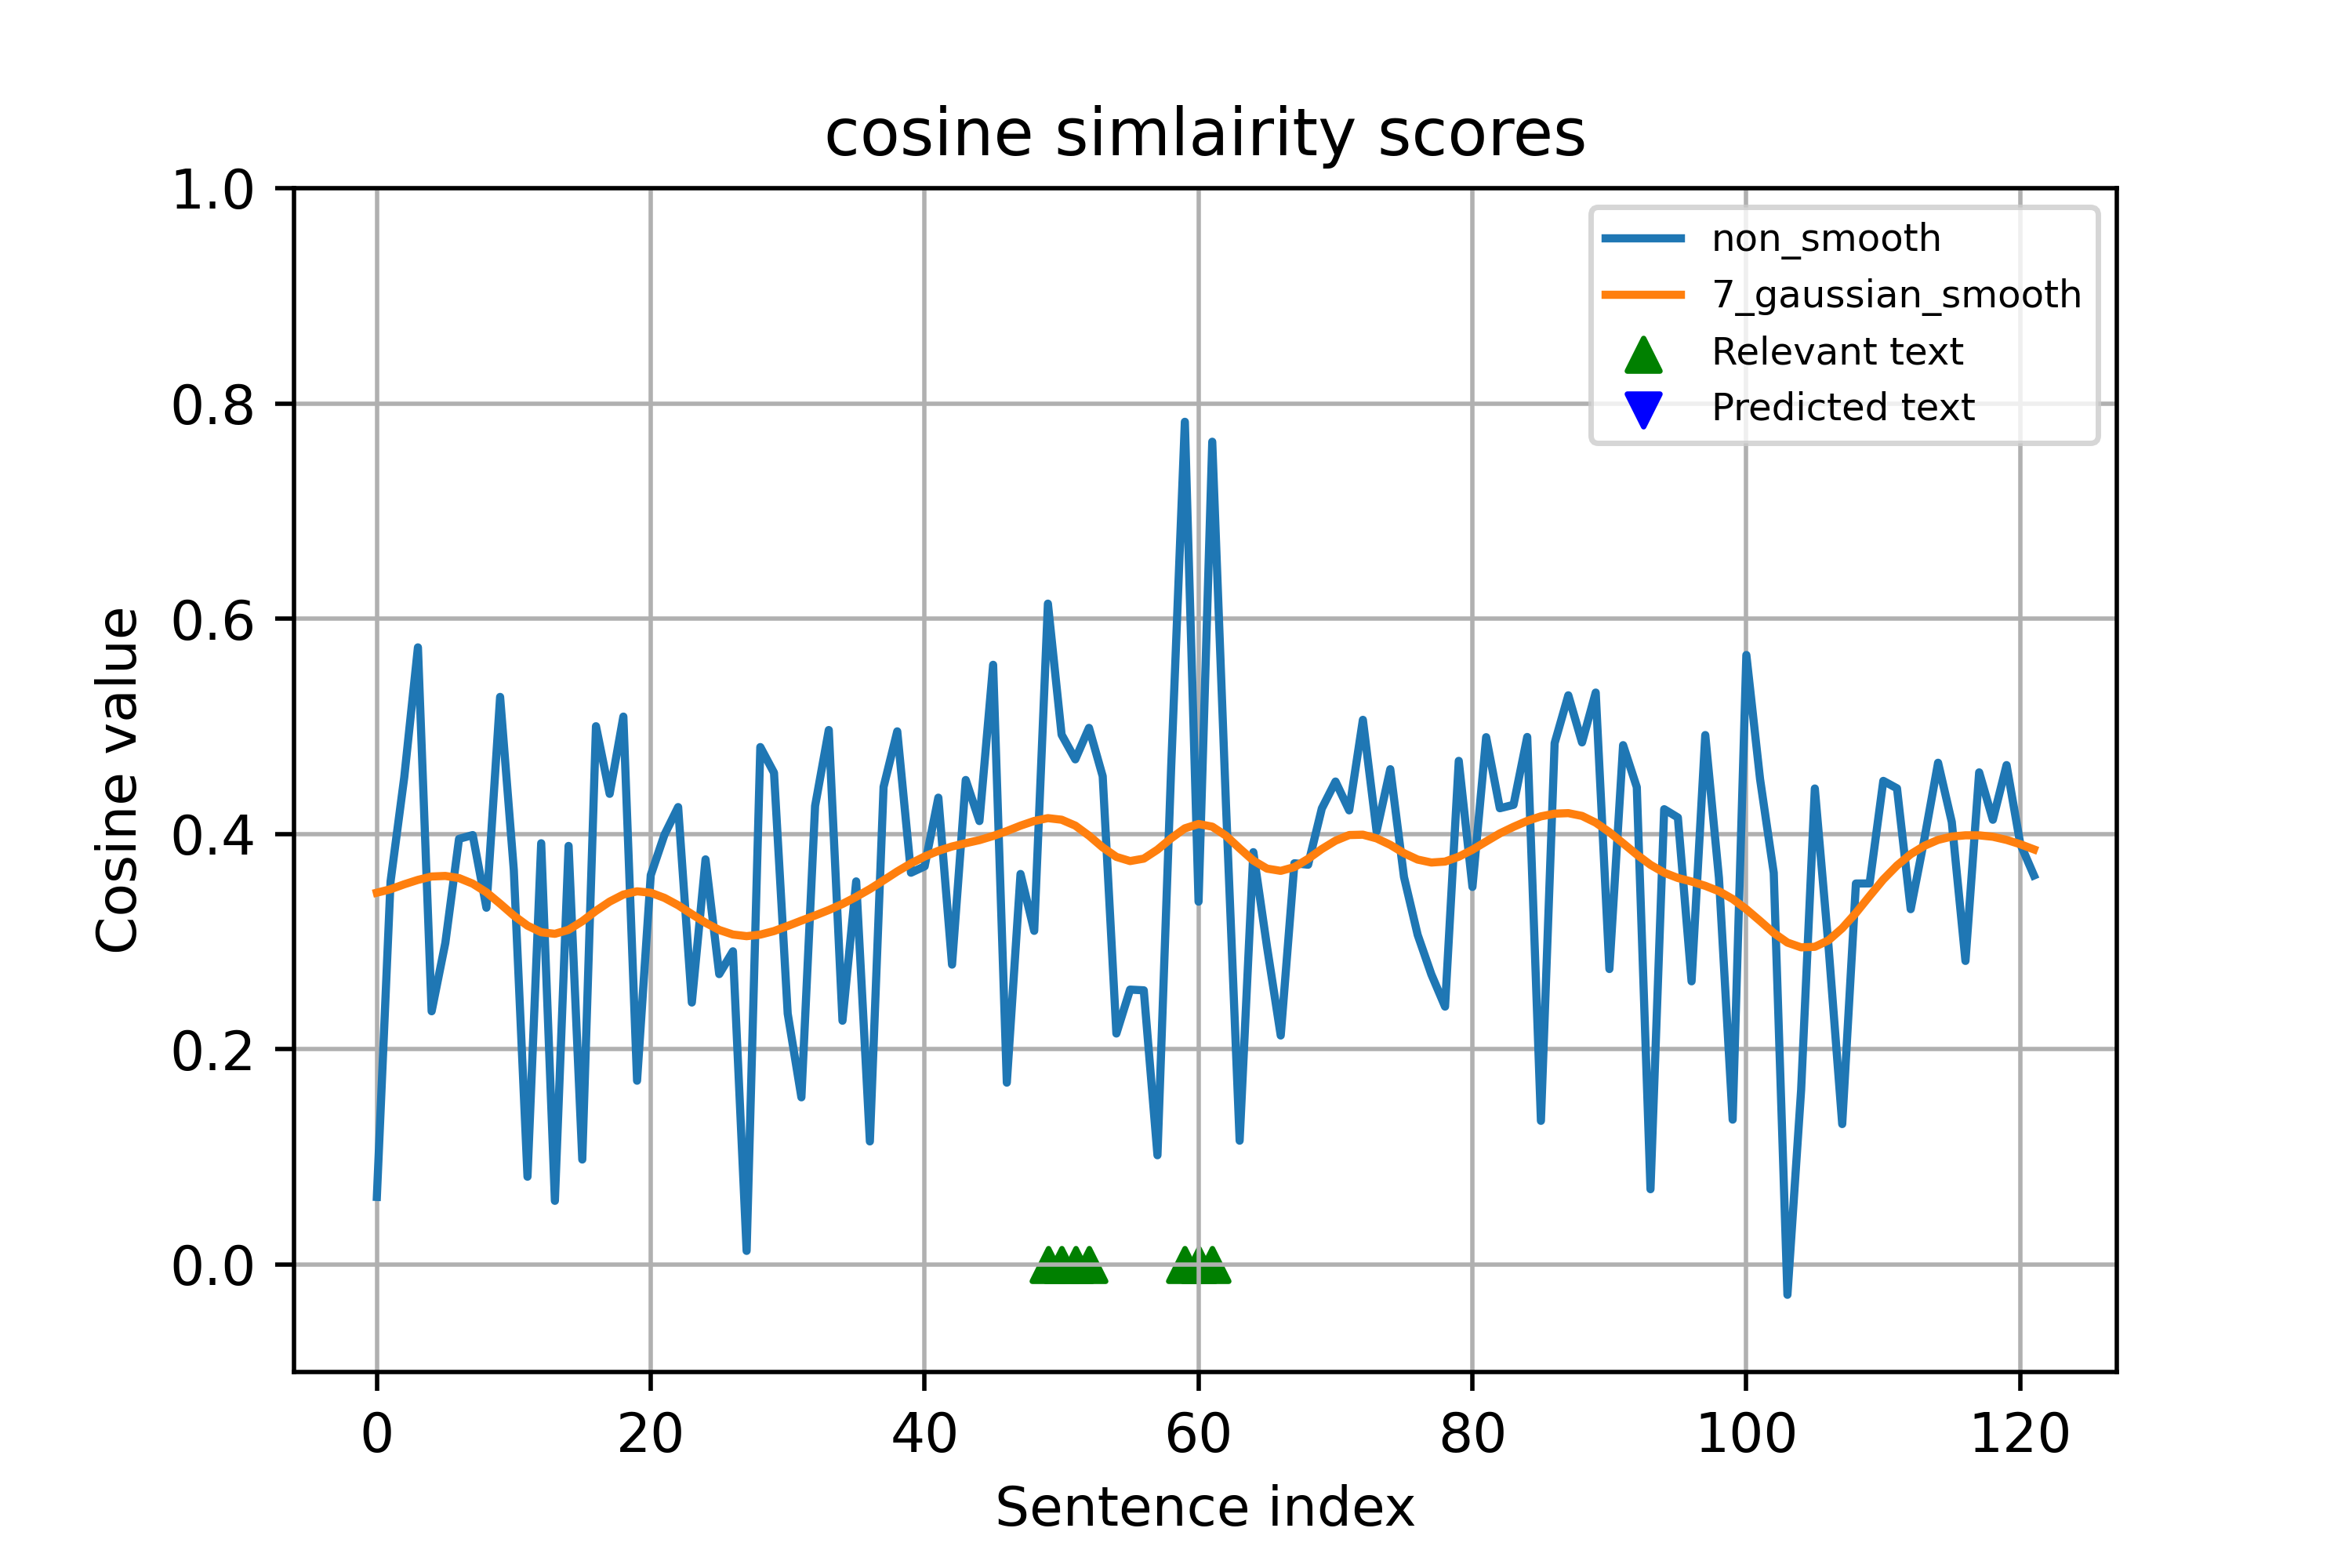 cosine simlairity scores
1.0
0.8
0.6
0.4
0.2
0.0
Cosine value
non_smooth
7_gaussian_smooth
Relevant text
Predicted text
0 20 40 60 80 100 120
Sentence index